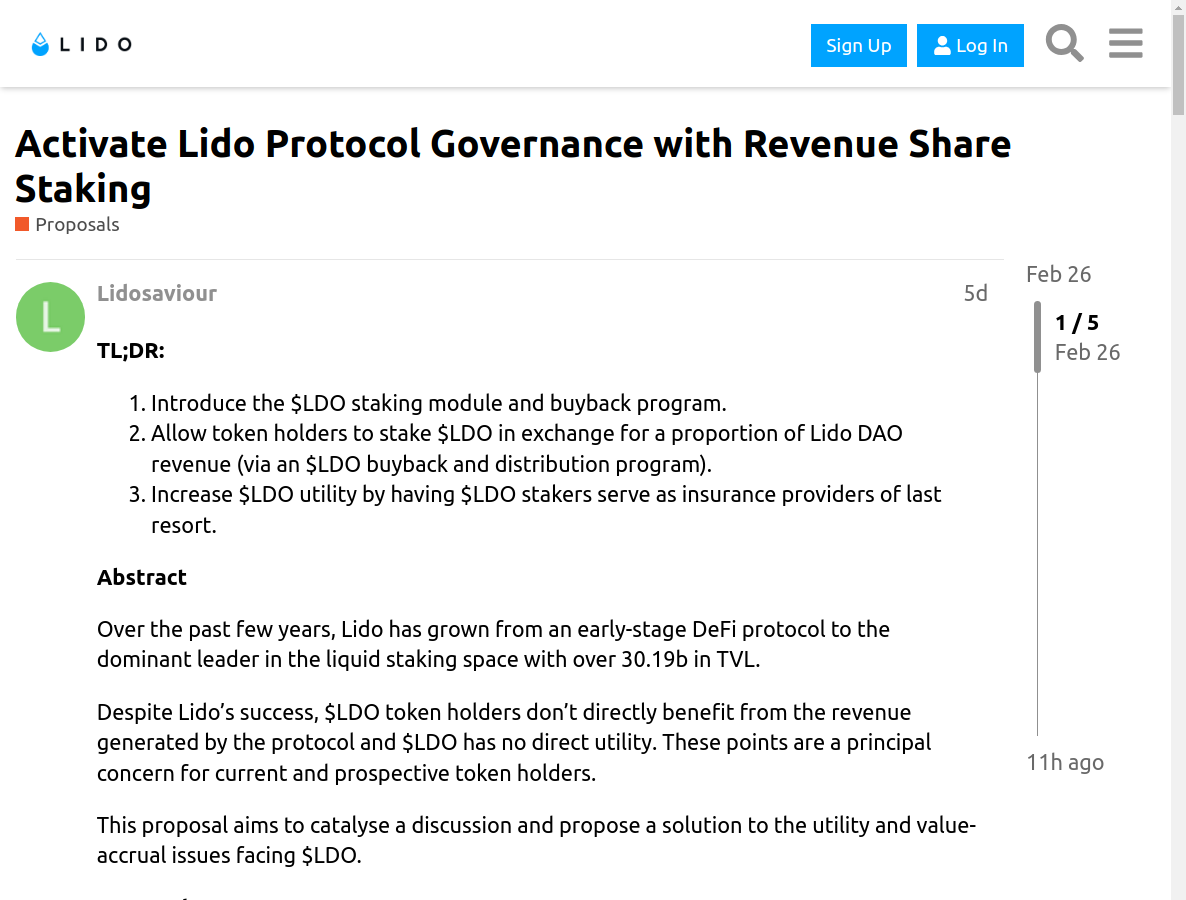 LIDO
Sign Up
Log In
Activate Lido Protocol Governance with Revenue Share
Staking
Proposals
L
Lidosaviour
5d
TL;DR:
1. Introduce the $LDO staking module and buyback program.
2. Allow token holders to stake $LDO in exchange for a proportion of Lido DAO
revenue (via an $LDO buyback and distribution program).
3. Increase $LDO utility by having $LDO stakers serve as insurance providers of last
resort.
Abstract
Over the past few years, Lido has grown from an early-stage DeFi protocol to the
dominant leader in the liquid staking space with over 30.19b in TVL.
Despite Lido’s success, $LDO token holders don’t directly benefit from the revenue
generated by the protocol and $LDO has no direct utility. These points are a principal
concern for current and prospective token holders.
This proposal aims to catalyse a discussion and propose a solution to the utility and value-
accrual issues facing $LDO.
Feb 26
1 / 5
Feb 26
11h ago